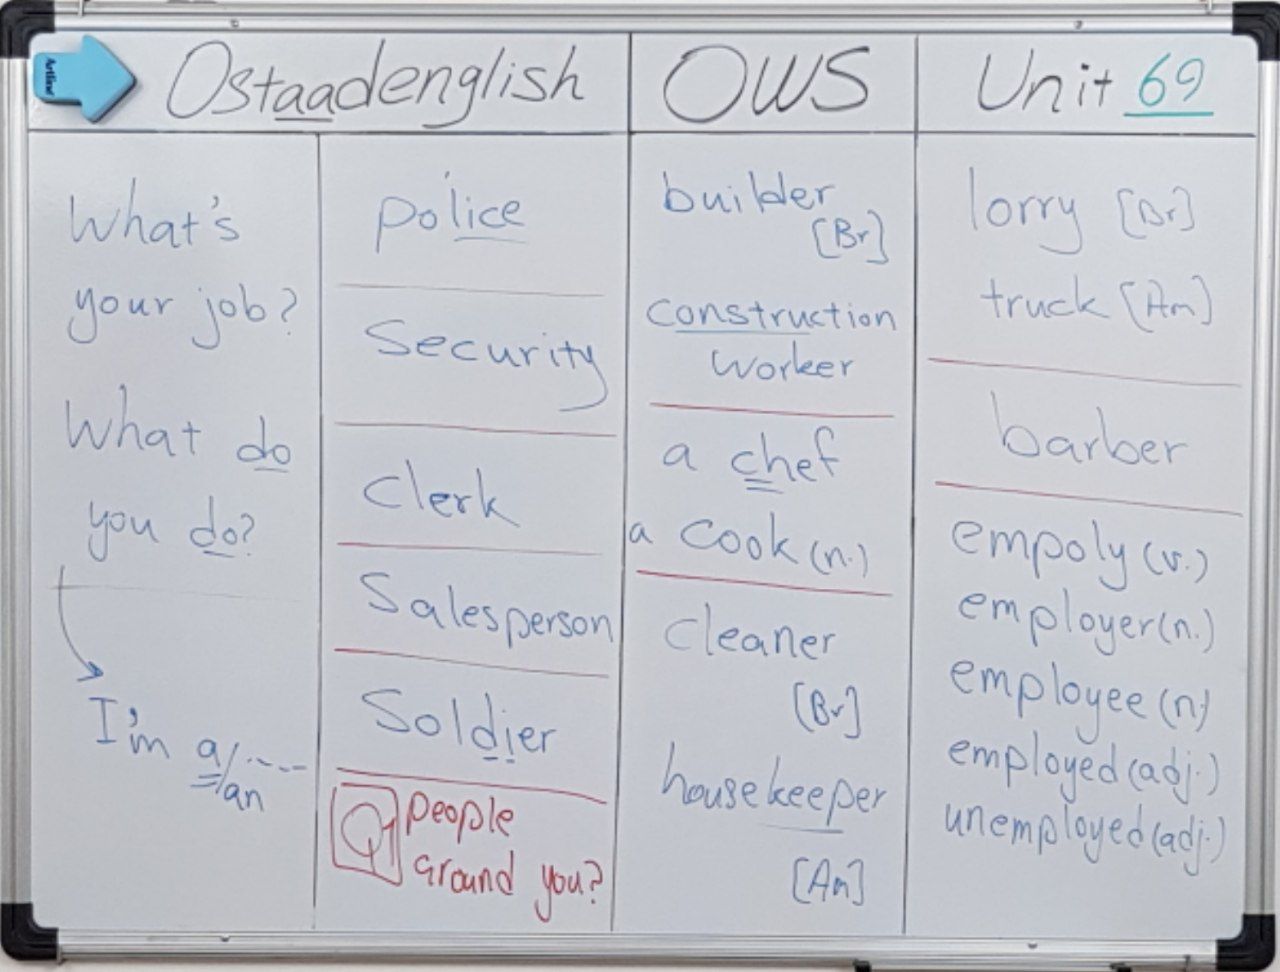 Artline
Ostaadenglish
OWS
Unit 69
What's
your job?
What do
you do?
I'm a/an ....
police
Security
Clerk
Salesperson
Soldier
Q1 people
around you?
builder
[Br]
construction
worker
a chef
a cook (n.)
cleaner
[Br]
housekeeper
[Am]
lorry [Br]
truck [Am]
barber
empoly (v.)
employer (n.)
employee (n)
employed (adj.)
unemployed (adj.)